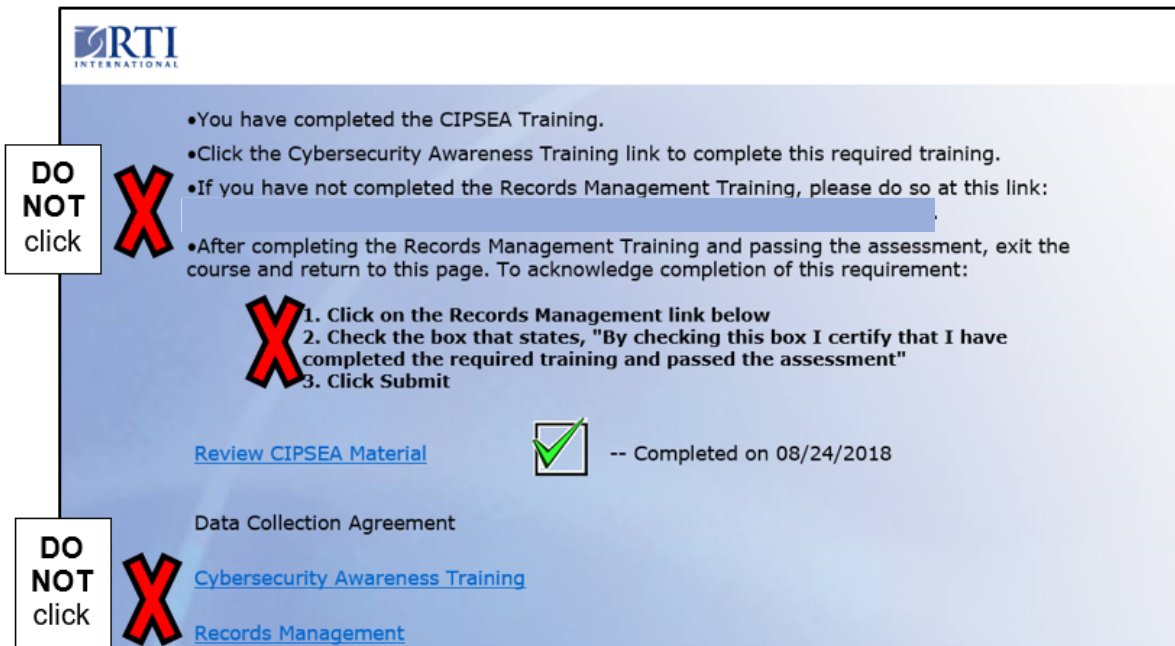 RTI
INTERNATIONAL
•You have completed the CIPSEA Training.
•Click the Cybersecurity Awareness Training link to complete this required training.
DO
NOT
click
•If you have not completed the Records Management Training, please do so at this link:
.
•After completing the Records Management Training and passing the assessment, exit the
course and return to this page. To acknowledge completion of this requirement:
1. Click on the Records Management link below
2. Check the box that states, "By checking this box I certify that I have
completed the required training and passed the assessment"
3. Click Submit
Review CIPSEA Material -- Completed on 08/24/2018
Data Collection Agreement
DO
NOT
click
Cybersecurity Awareness Training
Records Management